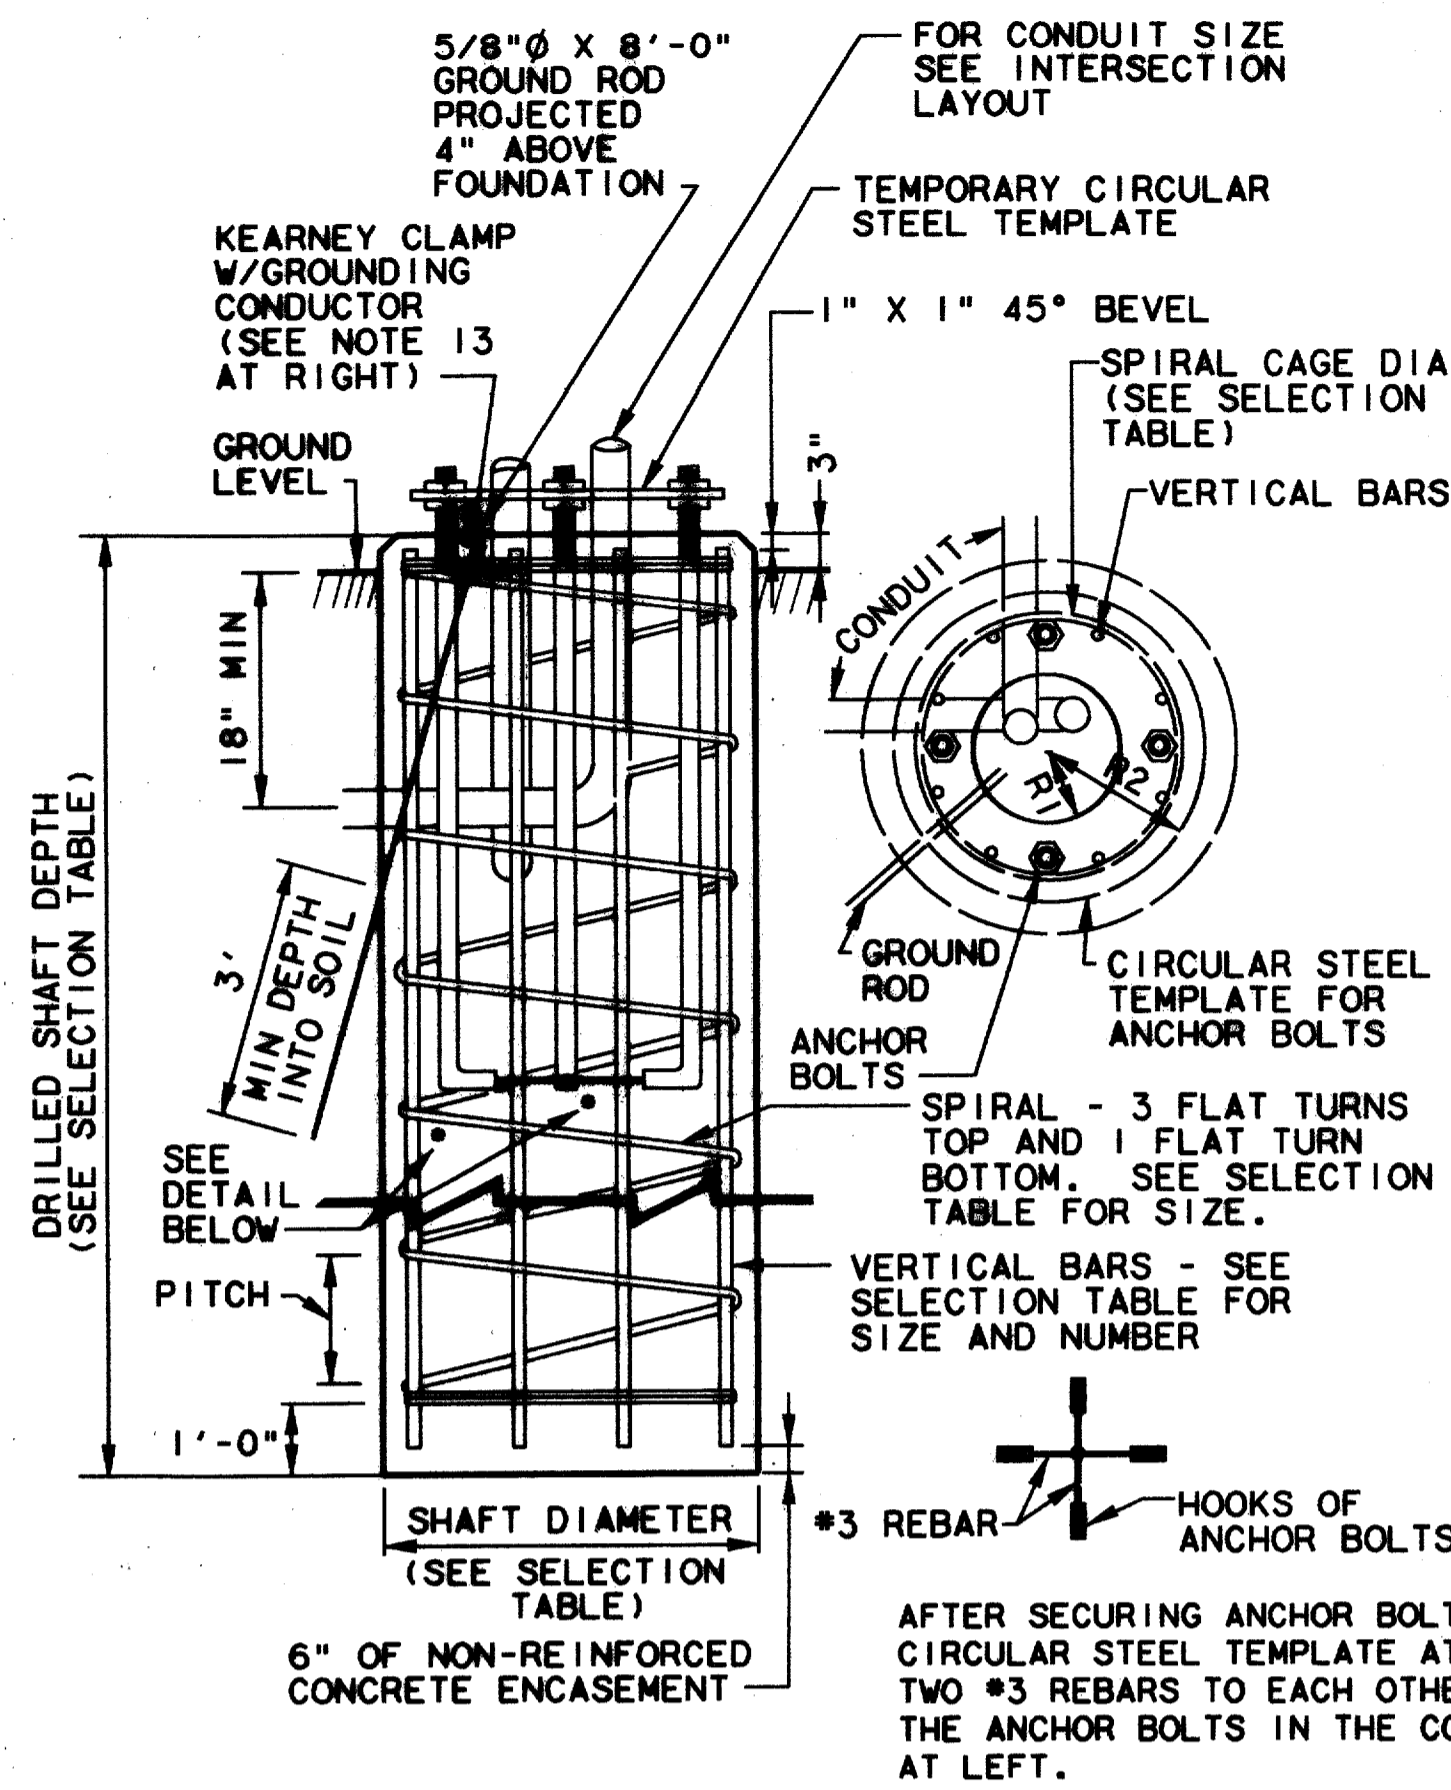 5/8"Ø X 8'-0"
GROUND ROD
PROJECTED
4" ABOVE
FOUNDATION
FOR CONDUIT SIZE
SEE INTERSECTION
LAYOUT
TEMPORARY CIRCULAR
STEEL TEMPLATE
KEARNEY CLAMP
W/GROUNDING
CONDUCTOR
(SEE NOTE 13
AT RIGHT)
1" X 1" 45° BEVEL
SPIRAL CAGE DIA
(SEE SELECTION
TABLE)
GROUND
LEVEL
3"
VERTICAL BARS
CONDUIT
18" MIN
R1
R2
DRILLED SHAFT DEPTH
(SEE SELECTION TABLE)
3'
MIN DEPTH
INTO SOIL
GROUND
ROD
CIRCULAR STEEL
TEMPLATE FOR
ANCHOR BOLTS
ANCHOR
BOLTS
SPIRAL - 3 FLAT TURNS
TOP AND 1 FLAT TURN
BOTTOM. SEE SELECTION
TABLE FOR SIZE.
SEE
DETAIL
BELOW
VERTICAL BARS - SEE
SELECTION TABLE FOR
SIZE AND NUMBER
PITCH
1'-0"
#3 REBAR
HOOKS OF
ANCHOR BOLTS
SHAFT DIAMETER
(SEE SELECTION
TABLE)
6" OF NON-REINFORCED
CONCRETE ENCASEMENT
AFTER SECURING ANCHOR BOLT
CIRCULAR STEEL TEMPLATE AT
TWO #3 REBARS TO EACH OTHE
THE ANCHOR BOLTS IN THE CO
AT LEFT.